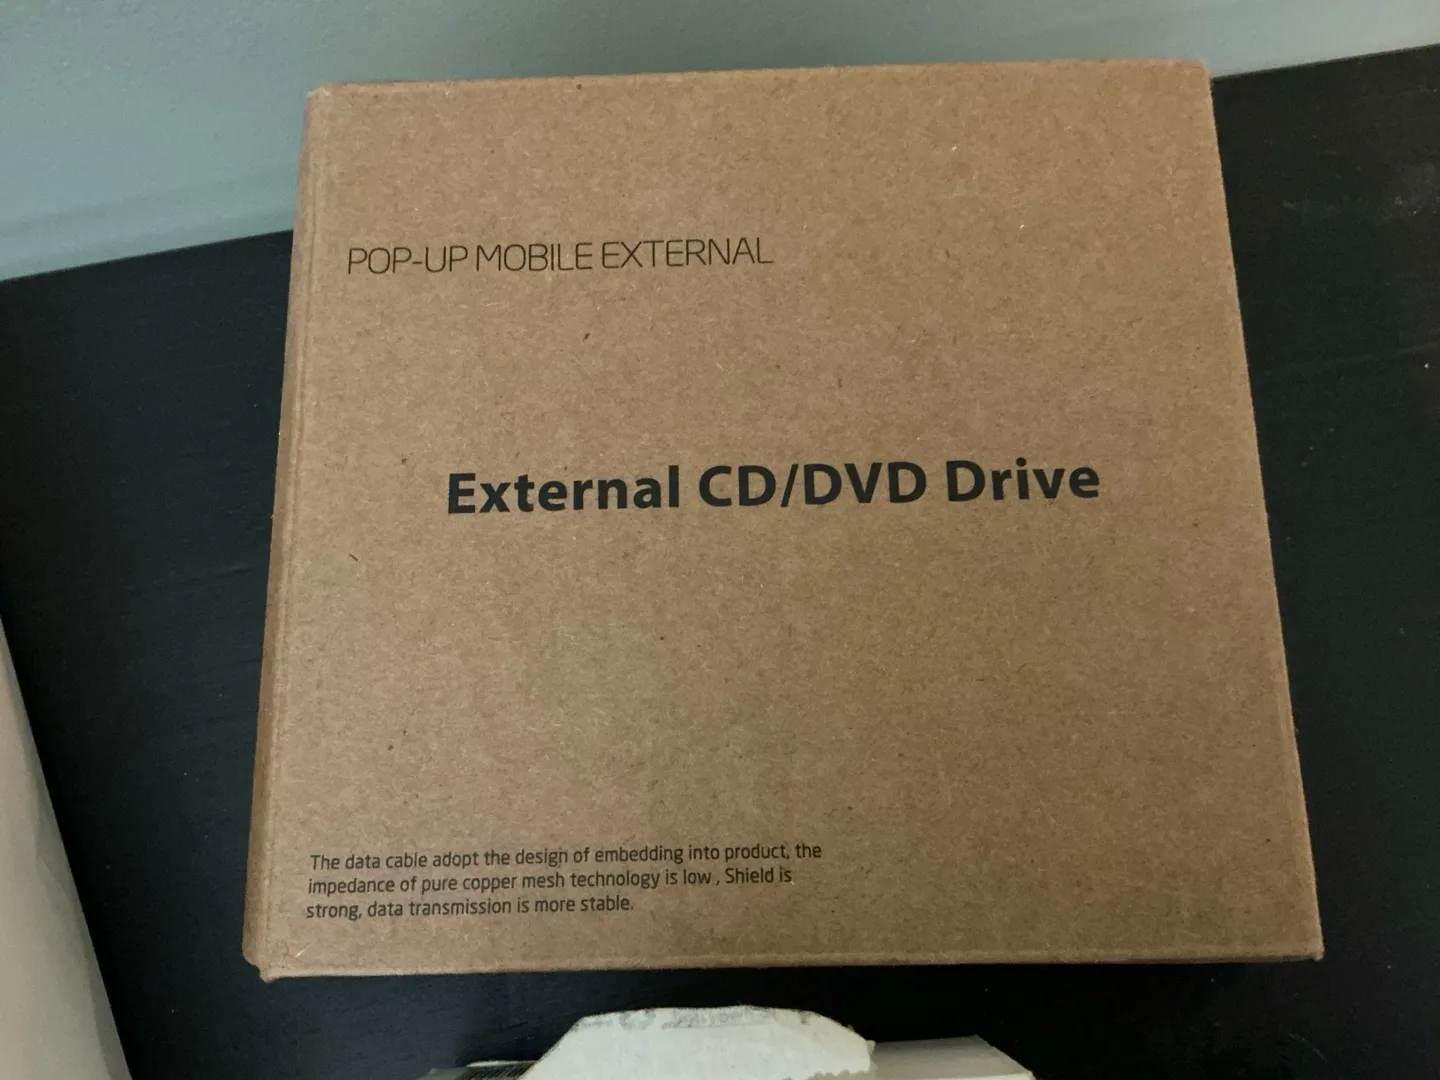 POP-UP MOBILE EXTERNAL
External CD/DVD Drive
The data cable adopt the design of embedding into product, the
impedance of pure copper mesh technology is low , Shield is
strong, data transmission is more stable.